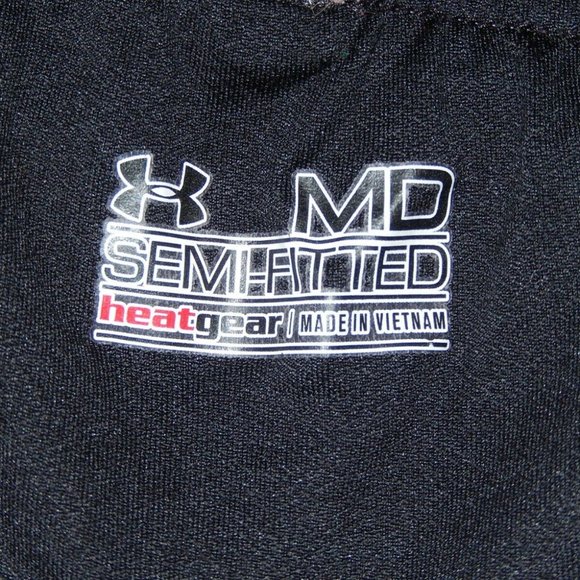 MD
SEMI-FITTED
heatgear / MADE IN VIETNAM